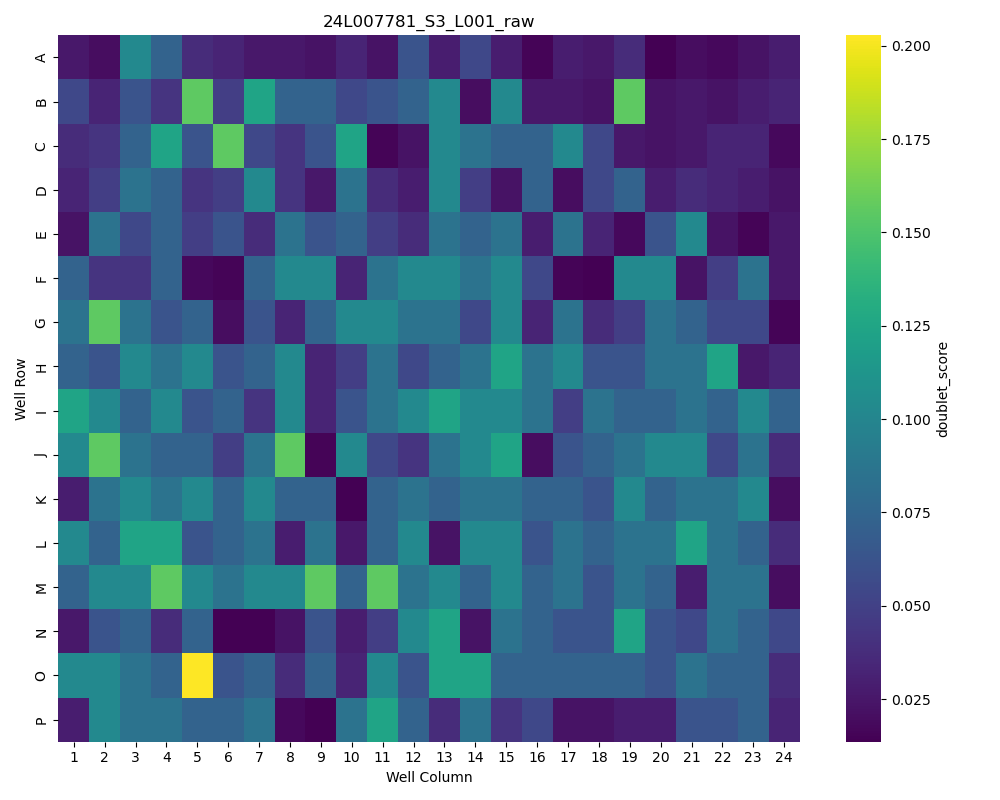 24L007781_S3_L001_raw
Well Row
A
B
C
D
E
F
G
H
I
J
K
L
M
N
O
P
1 2 3 4 5 6 7 8 9 10 11 12 13 14 15 16 17 18 19 20 21 22 23 24
Well Column
0.200
0.175
0.150
0.125
0.100
0.075
0.050
0.025
doublet_score